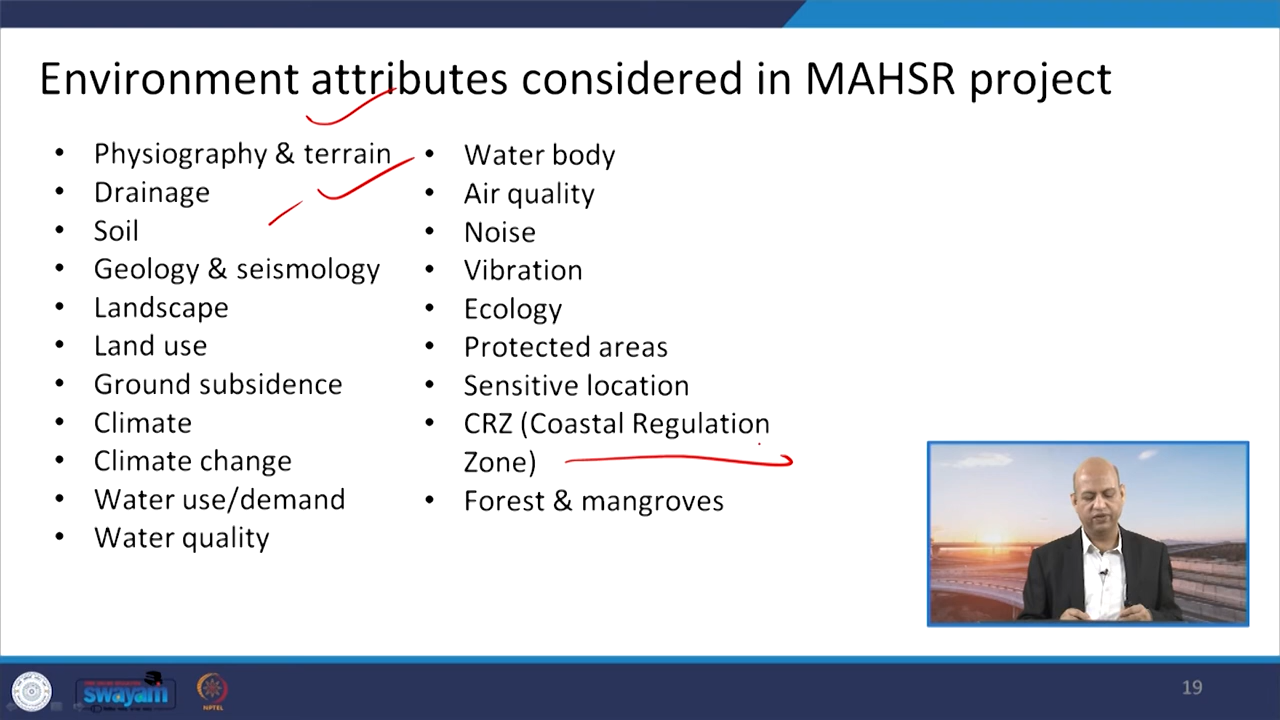 Environment attributes considered in MAHSR project
• Physiography & terrain
• Drainage
• Soil
• Geology & seismology
• Landscape
• Land use
• Ground subsidence
• Climate
• Climate change
• Water use/demand
• Water quality
• Water body
• Air quality
• Noise
• Vibration
• Ecology
• Protected areas
• Sensitive location
• CRZ (Coastal Regulation
Zone)
• Forest & mangroves
swayam
NPTEL
19